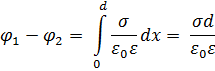 φ₁ − φ₂ = ∫₀ᵈ σ/(ε₀ε) dx = σd/(ε₀ε)